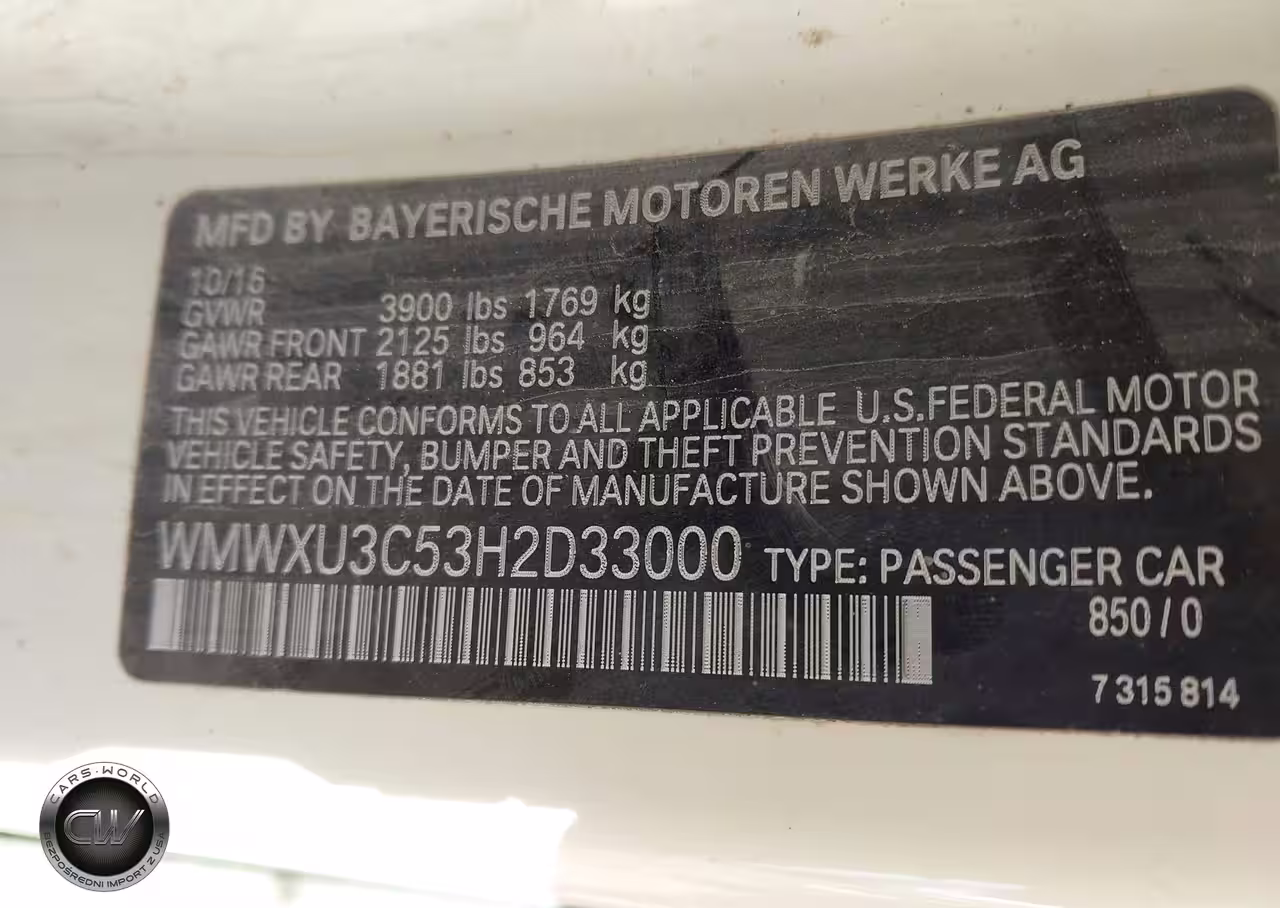 MFD BY BAYERISCHE MOTOREN WERKE AG
10/16
GVWR 3900 lbs 1769 kg
GAWR FRONT 2125 lbs 964 kg
GAWR REAR 1881 lbs 853 kg
THIS VEHICLE CONFORMS TO ALL APPLICABLE U.S.FEDERAL MOTOR
VEHICLE SAFETY, BUMPER AND THEFT PREVENTION STANDARDS
IN EFFECT ON THE DATE OF MANUFACTURE SHOWN ABOVE.
WMWXU3C53H2D33000 TYPE: PASSENGER CAR
850/0
7 315 814
CARS·WORLD
CW
BEZPOŚREDNI IMPORT Z USA